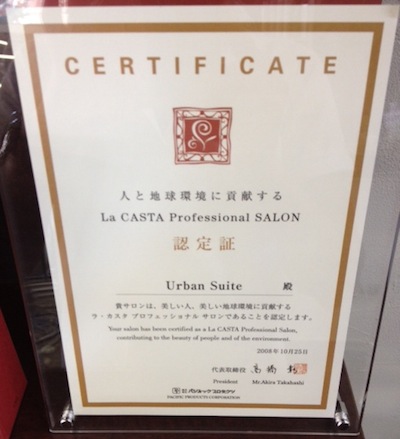 CERTIFICATE
人と地球環境に貢献する
La CASTA Professional SALON
認定証
Urban Suite 殿
貴サロンは、美しい人、美しい地球環境に貢献する
ラ・カスタ プロフェッショナル サロンであることを認定します。
Your salon has been certified as a La CASTA Professional Salon,
contributing to the beauty of people and of the environment.
2008年10月25日
代表取締役 高橋
President Mr.Akira Takahashi
PACIFIC PRODUCTS CORPORATION